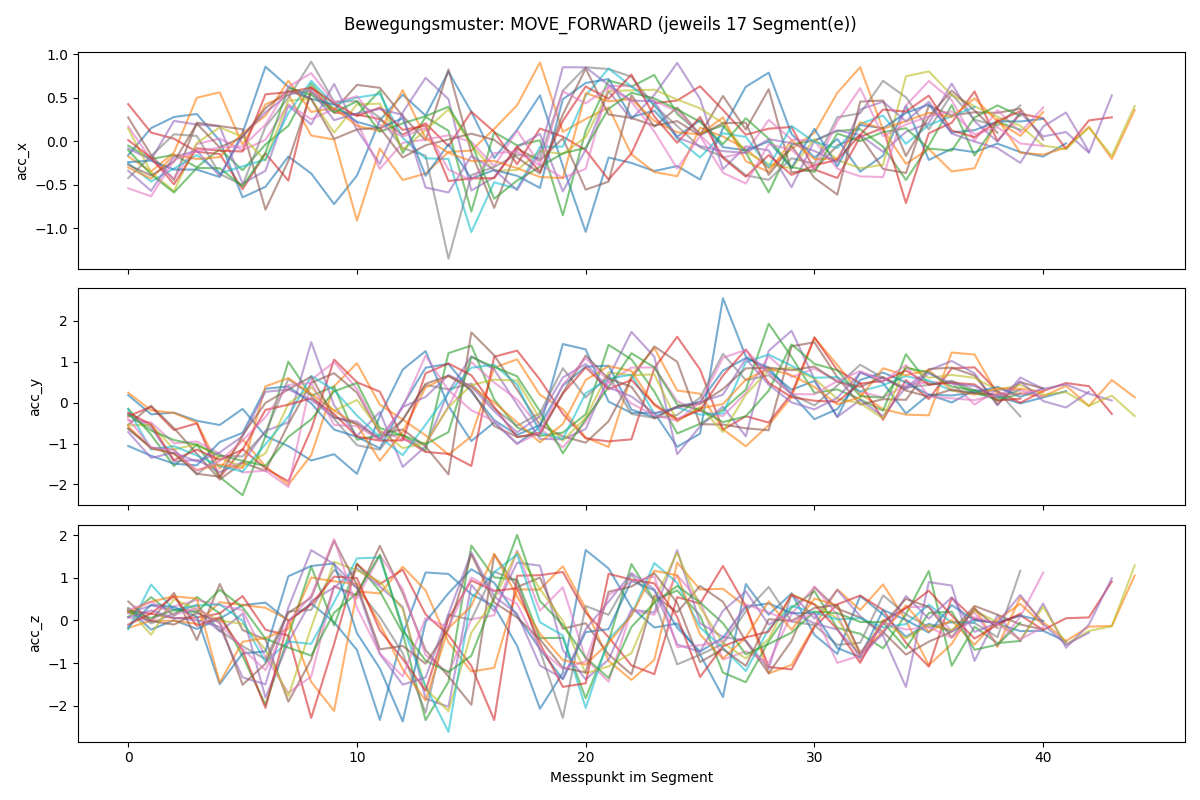 Bewegungsmuster: MOVE_FORWARD (jeweils 17 Segment(e))
acc_x
1.0
0.5
0.0
−0.5
−1.0
acc_y
2
1
0
−1
−2
acc_z
2
1
0
−1
−2
0 10 20 30 40
Messpunkt im Segment